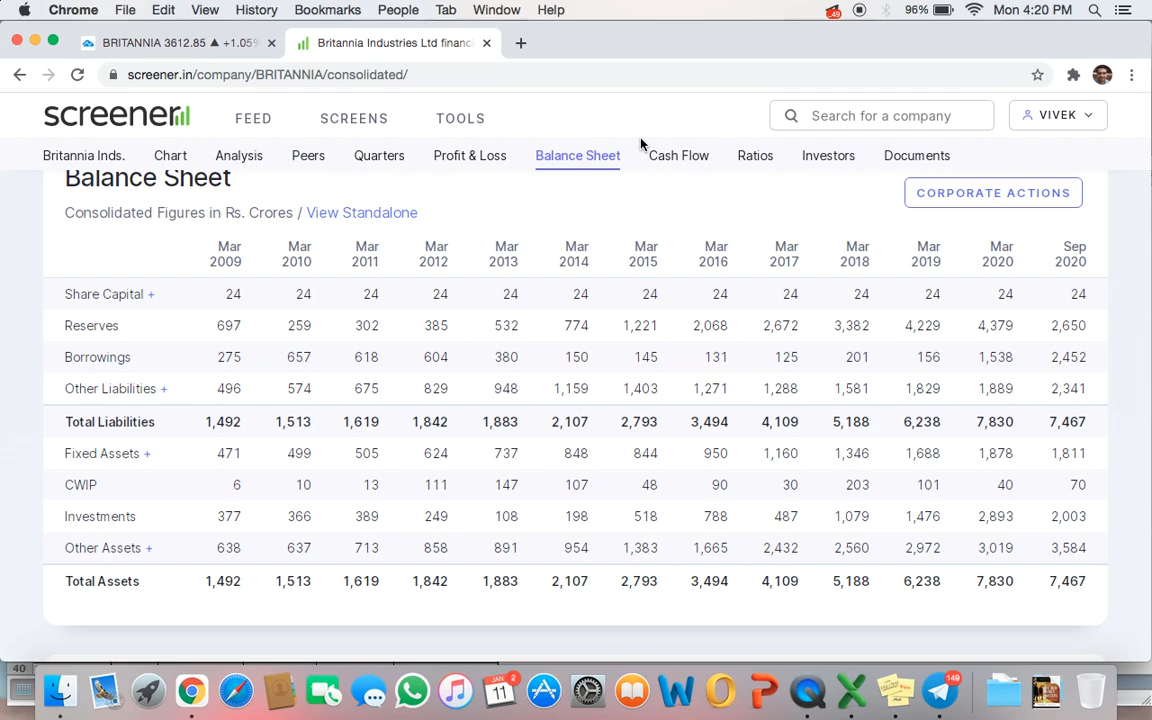 Chrome File Edit View History Bookmarks People Tab Window Help 49 96% Mon 4:20 PM
BRITANNIA 3612.85 ▲ +1.05% × Britannia Industries Ltd financ × +
screener.in/company/BRITANNIA/consolidated/
screener FEED SCREENS TOOLS Search for a company VIVEK
Britannia Inds. Chart Analysis Peers Quarters Profit & Loss Balance Sheet Cash Flow Ratios Investors Documents
Balance Sheet
CORPORATE ACTIONS
Consolidated Figures in Rs. Crores / View Standalone
Mar Mar Mar Mar Mar Mar Mar Mar Mar Mar Mar Mar Sep
2009 2010 2011 2012 2013 2014 2015 2016 2017 2018 2019 2020 2020
Share Capital + 24 24 24 24 24 24 24 24 24 24 24 24 24
Reserves 697 259 302 385 532 774 1,221 2,068 2,672 3,382 4,229 4,379 2,650
Borrowings 275 657 618 604 380 150 145 131 125 201 156 1,538 2,452
Other Liabilities + 496 574 675 829 948 1,159 1,403 1,271 1,288 1,581 1,829 1,889 2,341
Total Liabilities 1,492 1,513 1,619 1,842 1,883 2,107 2,793 3,494 4,109 5,188 6,238 7,830 7,467
Fixed Assets + 471 499 505 624 737 848 844 950 1,160 1,346 1,688 1,878 1,811
CWIP 6 10 13 111 147 107 48 90 30 203 101 40 70
Investments 377 366 389 249 108 198 518 788 487 1,079 1,476 2,893 2,003
Other Assets + 638 637 713 858 891 954 1,383 1,665 2,432 2,560 2,972 3,019 3,584
Total Assets 1,492 1,513 1,619 1,842 1,883 2,107 2,793 3,494 4,109 5,188 6,238 7,830 7,467
40
JAN 11 2 149